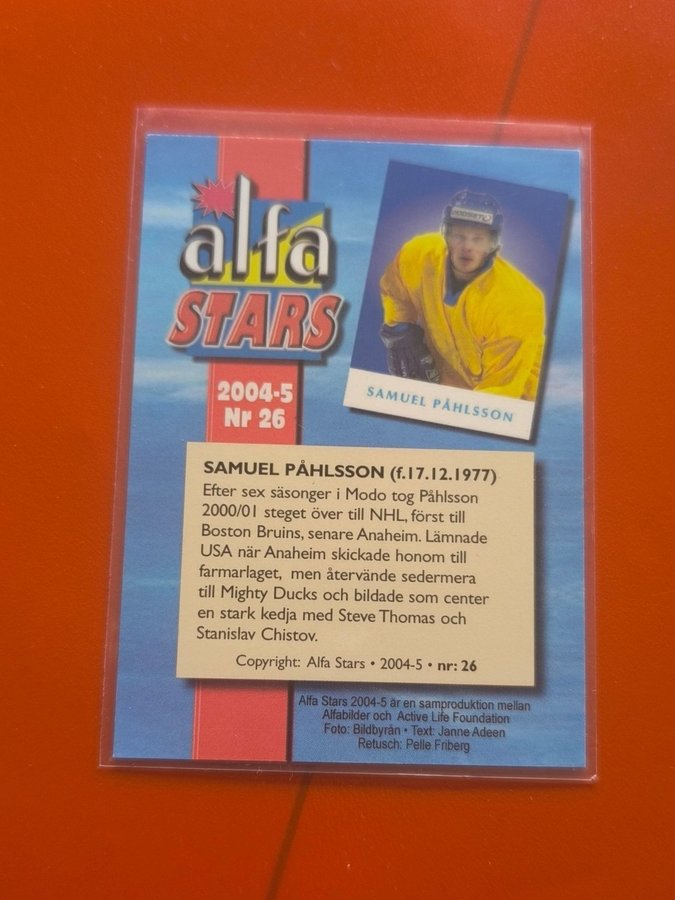 alfa
STARS
2004-5
Nr 26
SAMUEL PÅHLSSON
SAMUEL PÅHLSSON (f.17.12.1977)
Efter sex säsonger i Modo tog Påhlsson
2000/01 steget över till NHL, först till
Boston Bruins, senare Anaheim. Lämnade
USA när Anaheim skickade honom till
farmarlaget, men återvände sedermera
till Mighty Ducks och bildade som center
en stark kedja med Steve Thomas och
Stanislav Chistov.
Copyright: Alfa Stars • 2004-5 • nr: 26
Alfa Stars 2004-5 är en samproduktion mellan
Alfabilder och Active Life Foundation
Foto: Bildbyrån • Text: Janne Adeen
Retusch: Pelle Friberg